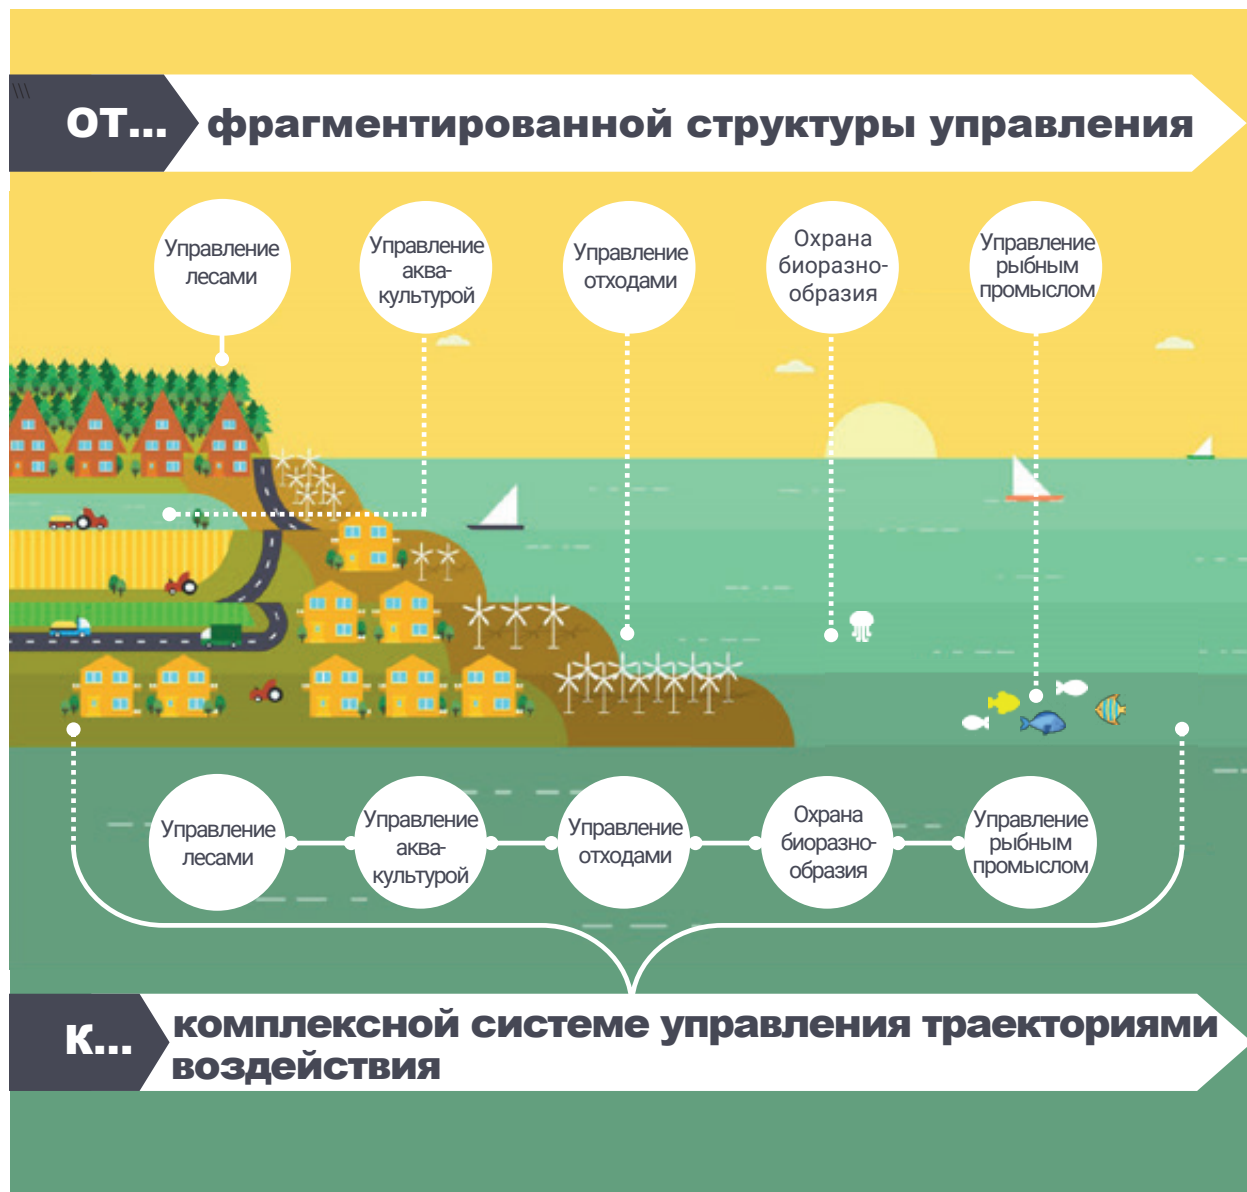 от...
фрагментированной структуры управления
Управление
лесами
Управление
аква-
культурой
Управление
отходами
Охрана
биоразно-
образия
Управление
рыбным
промыслом
Управление
лесами
Управление
аква-
культурой
Управление
отходами
Охрана
биоразно-
образия
Управление
рыбным
промыслом
к...
комплексной системе управления траекториями
воздействия